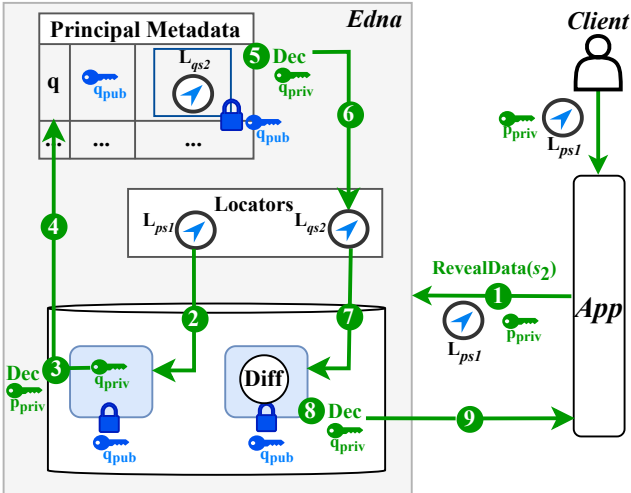 Edna
Client
Principal Metadata
q
q_pub
L_qs2
q_pub
5 Dec
q_priv
6
p_priv
L_ps1
...
...
...
4
Locators
L_ps1
L_qs2
RevealData(s_2)
1
L_ps1
p_priv
App
2
7
Dec
p_priv
3
q_priv
Diff
8 Dec
q_priv
9
q_pub
q_pub